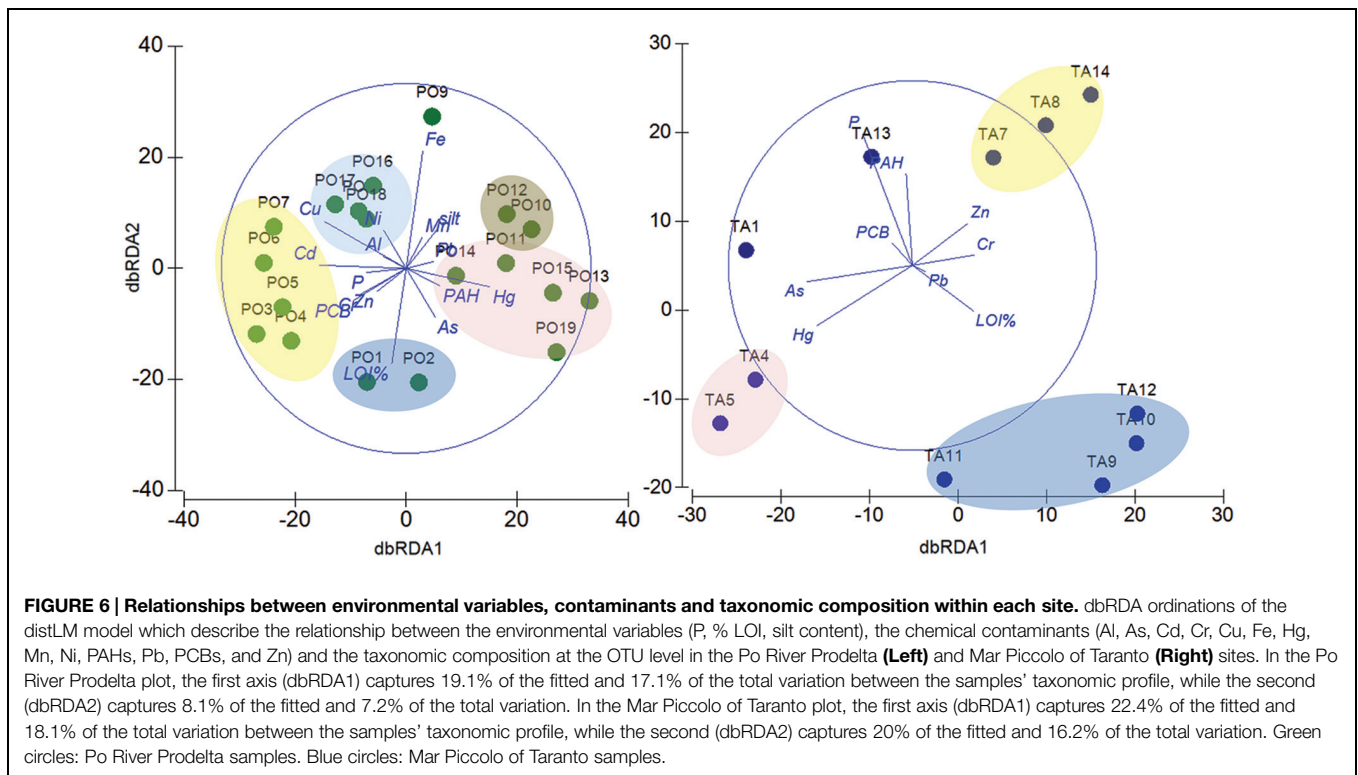 40
20
0
-20
-40
dbRDA2
-40
-20
0
20
40
dbRDA1
PO9
Fe
PO16
PO17
PO18
Cu
Ni
Al
Mn
silt
PO12
PO10
PO7
PO6
Cd
PO11
PO14
PO15
PO13
PO5
P
PCB
Zn
PAH
Hg
PO3
PO4
As
PO19
PO1
PO2
LOI%
30
20
10
0
-10
-20
-30
-20
-10
0
10
20
30
dbRDA1
TA14
TA8
TA7
P
TA13
PAH
Zn
TA1
PCB
Cr
Pb
As
LOI%
Hg
TA4
TA5
TA12
TA10
TA11
TA9
FIGURE 6 | Relationships between environmental variables, contaminants and taxonomic composition within each site. dbRDA ordinations of the
distLM model which describe the relationship between the environmental variables (P, % LOI, silt content), the chemical contaminants (Al, As, Cd, Cr, Cu, Fe, Hg,
Mn, Ni, PAHs, Pb, PCBs, and Zn) and the taxonomic composition at the OTU level in the Po River Prodelta (Left) and Mar Piccolo of Taranto (Right) sites. In the Po
River Prodelta plot, the first axis (dbRDA1) captures 19.1% of the fitted and 17.1% of the total variation between the samples' taxonomic profile, while the second
(dbRDA2) captures 8.1% of the fitted and 7.2% of the total variation. In the Mar Piccolo of Taranto plot, the first axis (dbRDA1) captures 22.4% of the fitted and
18.1% of the total variation between the samples' taxonomic profile, while the second (dbRDA2) captures 20% of the fitted and 16.2% of the total variation. Green
circles: Po River Prodelta samples. Blue circles: Mar Piccolo of Taranto samples.